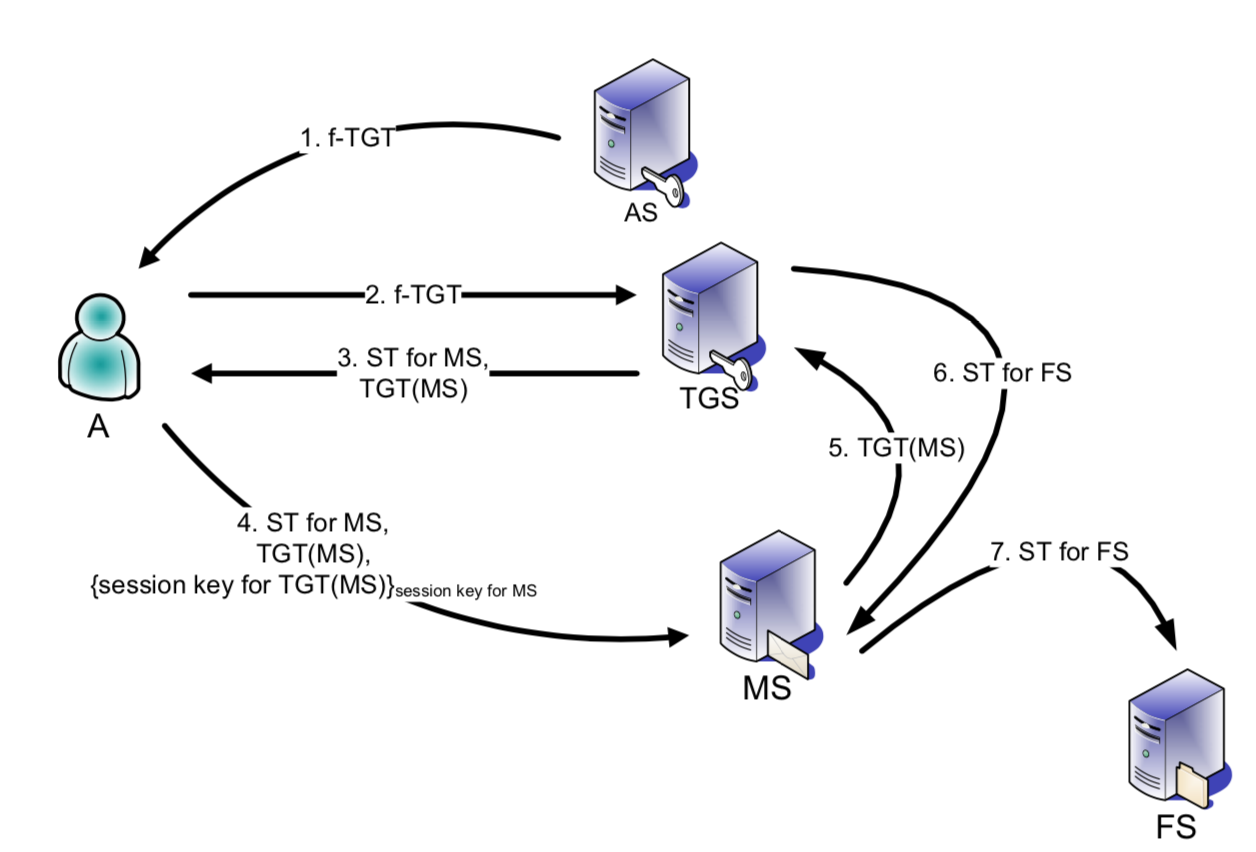 1. f-TGT
AS
2. f-TGT
3. ST for MS,
TGT(MS)
TGS
6. ST for FS
A
5. TGT(MS)
4. ST for MS,
TGT(MS),
{session key for TGT(MS)}session key for MS
7. ST for FS
MS
FS